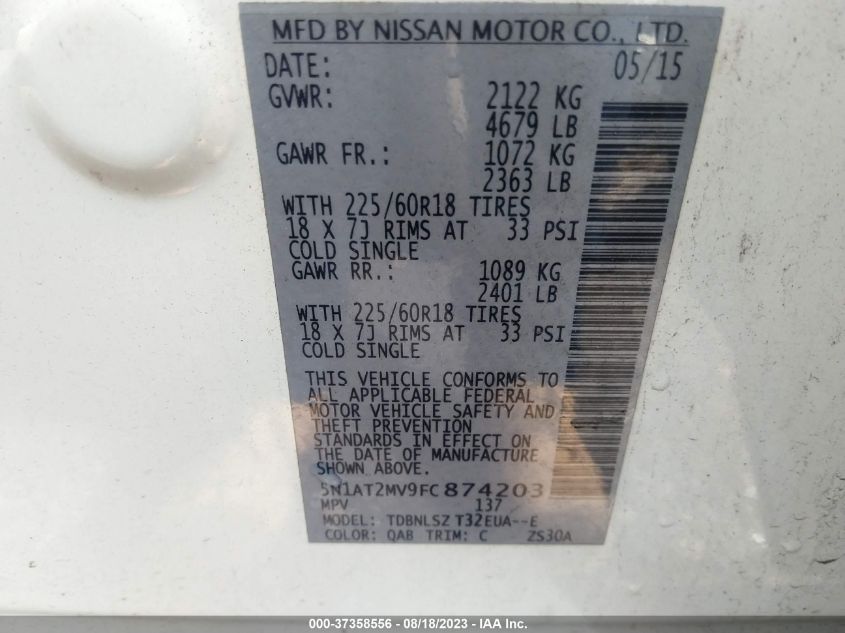 MFD BY NISSAN MOTOR CO., LTD.
DATE: 05/15
GVWR: 2122 KG
4679 LB
GAWR FR.: 1072 KG
2363 LB
WITH 225/60R18 TIRES
18 X 7J RIMS AT 33 PSI
COLD SINGLE
GAWR RR.: 1089 KG
2401 LB
WITH 225/60R18 TIRES
18 X 7J RIMS AT 33 PSI
COLD SINGLE
THIS VEHICLE CONFORMS TO
ALL APPLICABLE FEDERAL
MOTOR VEHICLE SAFETY AND
THEFT PREVENTION
STANDARDS IN EFFECT ON
THE DATE OF MANUFACTURE
SHOWN ABOVE.
5N1AT2MV9FC874203
MPV 137
MODEL: TDBNLSZ T32EUA--E
COLOR: QAB TRIM: C ZS30A
000-37358556 - 08/18/2023 - IAA Inc.